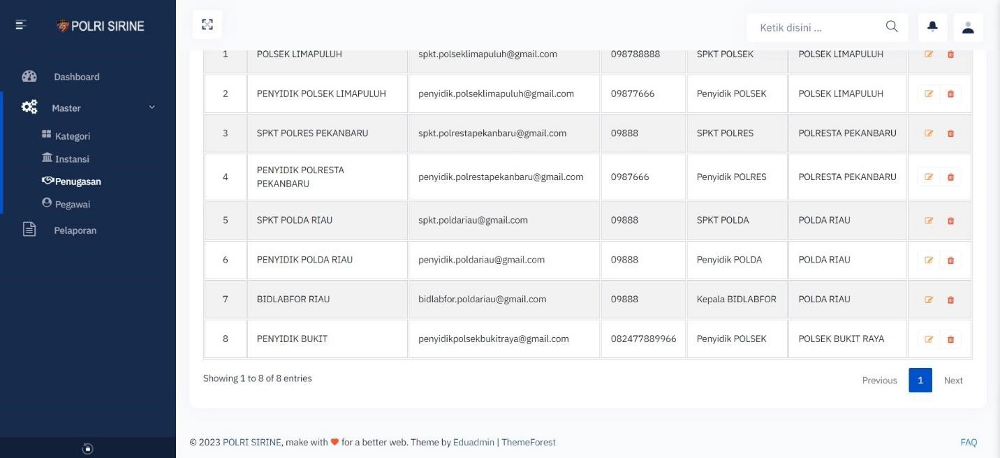 POLRI SIRINE
Ketik disini ...
Dashboard
Master
Kategori
Instansi
Penugasan
Pegawai
Pelaporan
1 POLSEK LIMAPULUH spkt.polseklimapuluh@gmail.com 098788888 SPKT POLSEK POLSEK LIMAPULUH
2 PENYIDIK POLSEK LIMAPULUH penyidik.polseklimapuluh@gmail.com 09877666 Penyidik POLSEK POLSEK LIMAPULUH
3 SPKT POLRES PEKANBARU spkt.polrestapekanbaru@gmail.com 09888 SPKT POLRES POLRESTA PEKANBARU
4 PENYIDIK POLRESTA PEKANBARU penyidik.polrestapekanbaru@gmail.com 0987666 Penyidik POLRES POLRESTA PEKANBARU
5 SPKT POLDA RIAU spkt.poldariau@gmail.com 09888 SPKT POLDA POLDA RIAU
6 PENYIDIK POLDA RIAU penyidik.poldariau@gmail.com 09888 Penyidik POLDA POLDA RIAU
7 BIDLABFOR RIAU bidlabfor.poldariau@gmail.com 09888 Kepala BIDLABFOR POLDA RIAU
8 PENYIDIK BUKIT penyidikpolsekbukitraya@gmail.com 082477889966 Penyidik POLSEK POLSEK BUKIT RAYA
Showing 1 to 8 of 8 entries
Previous 1 Next
© 2023 POLRI SIRINE, make with ❤ for a better web. Theme by Eduadmin | ThemeForest
FAQ